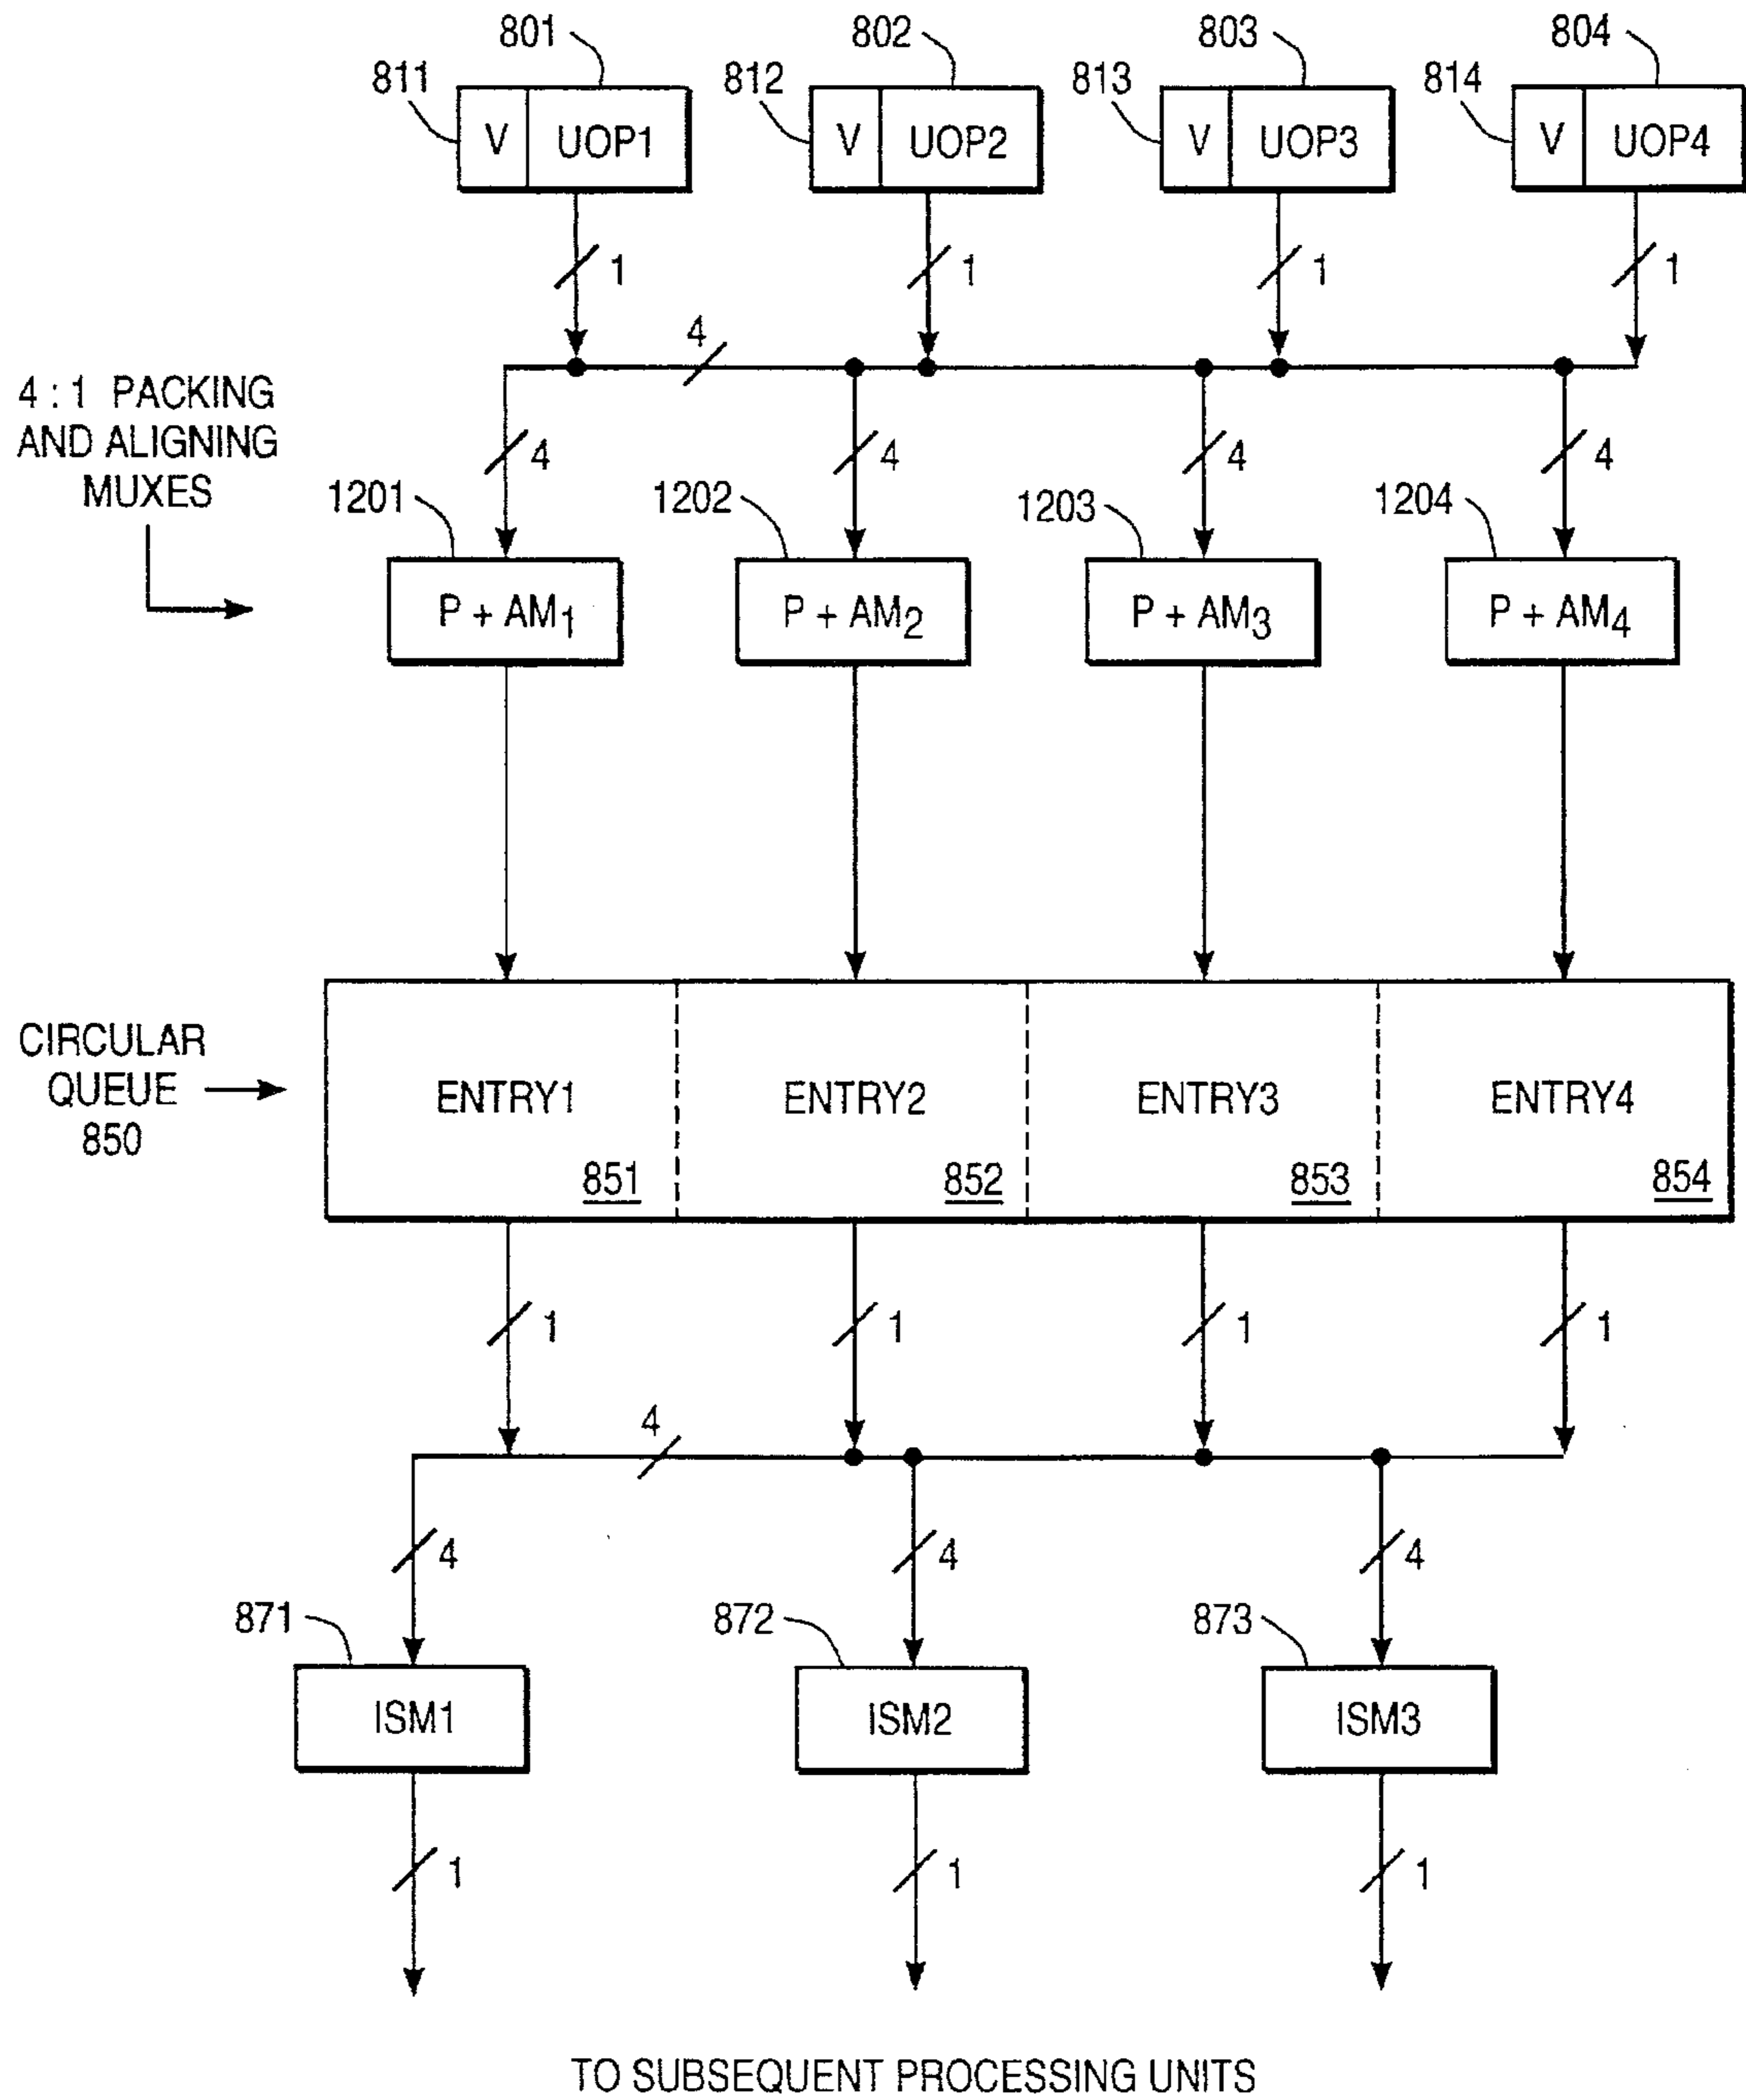 801 802 803 804
811 812 813 814
V UOP1 V UOP2 V UOP3 V UOP4
1 1 1 1
4
4 : 1 PACKING
AND ALIGNING
MUXES
4 4 4 4
1201 1202 1203 1204
P + AM1 P + AM2 P + AM3 P + AM4
CIRCULAR
QUEUE
850
ENTRY1 ENTRY2 ENTRY3 ENTRY4
851 852 853 854
1 1 1 1
4
4 4 4
871 872 873
ISM1 ISM2 ISM3
1 1 1
TO SUBSEQUENT PROCESSING UNITS